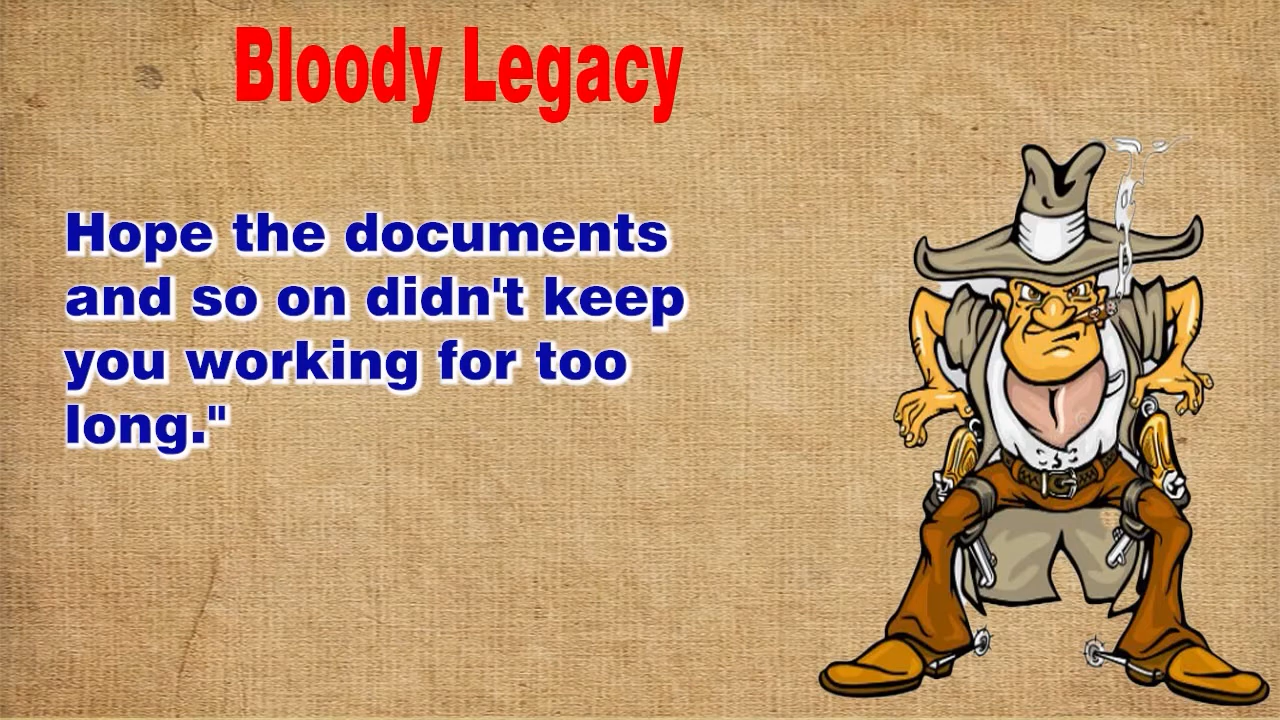 Bloody Legacy
Hope the documents
and so on didn't keep
you working for too
long."